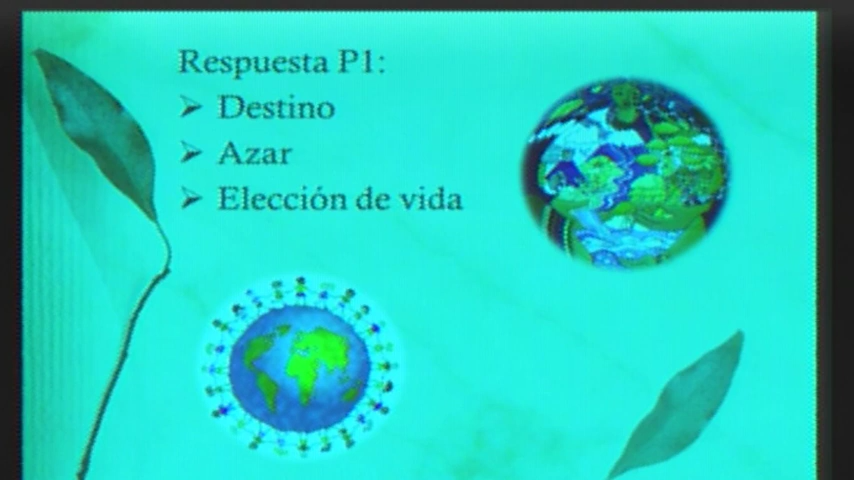 Respuesta P1:
➢ Destino
➢ Azar
➢ Elección de vida